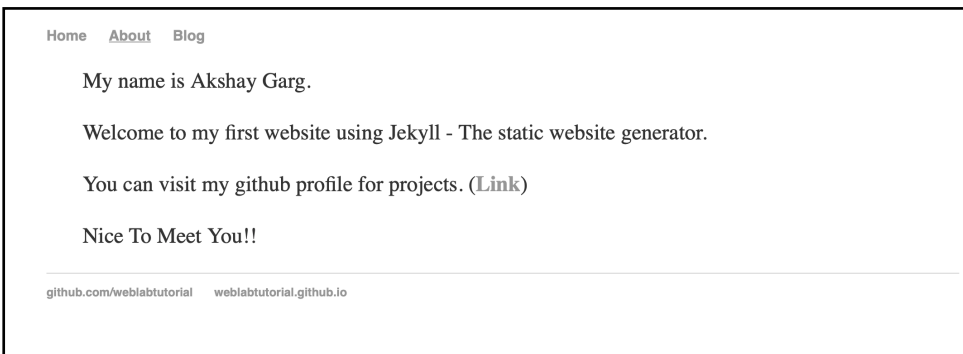 Home About Blog
My name is Akshay Garg.
Welcome to my first website using Jekyll - The static website generator.
You can visit my github profile for projects. (Link)
Nice To Meet You!!
github.com/weblabtutorial weblabtutorial.github.io